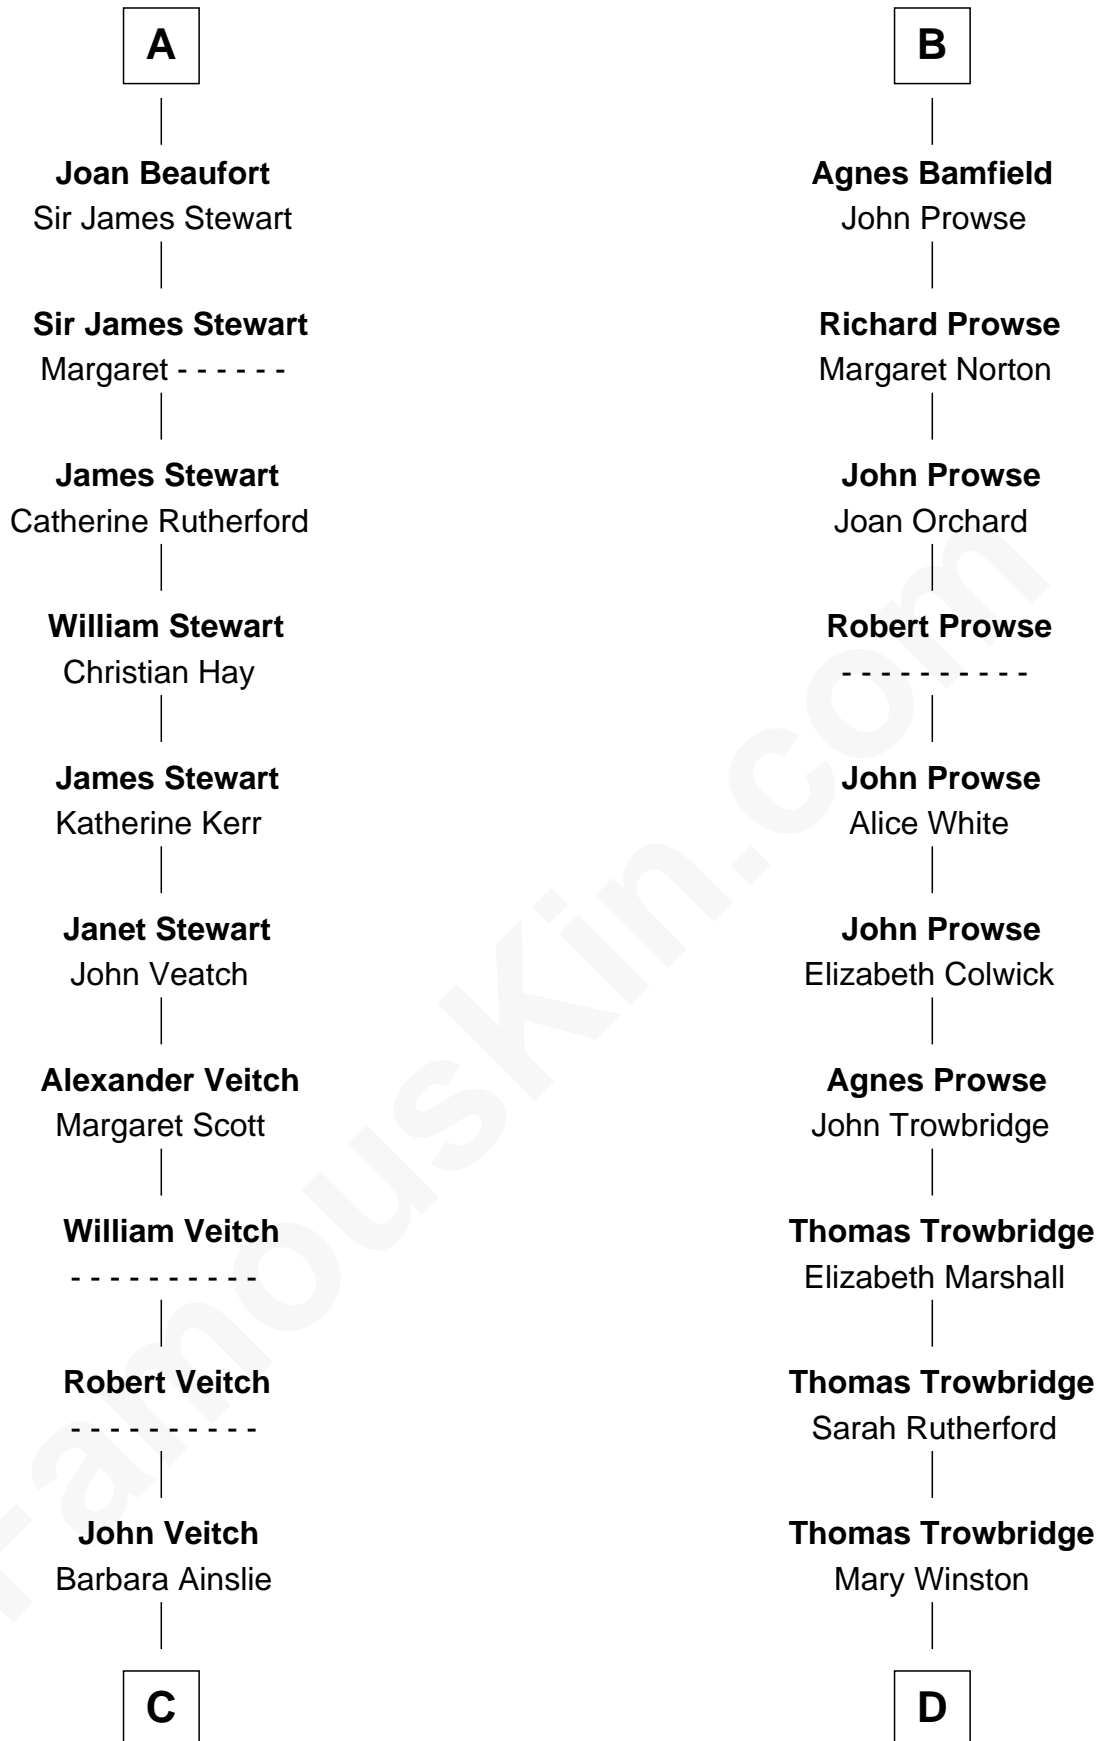 A
Joan Beaufort
Sir James Stewart
Sir James Stewart
Margaret - - - - - -
James Stewart
Catherine Rutherford
William Stewart
Christian Hay
James Stewart
Katherine Kerr
Janet Stewart
John Veatch
Alexander Veitch
Margaret Scott
William Veitch
- - - - - - - - - -
Robert Veitch
- - - - - - - - - -
John Veitch
Barbara Ainslie
C
B
Agnes Bamfield
John Prowse
Richard Prowse
Margaret Norton
John Prowse
Joan Orchard
Robert Prowse
- - - - - - - - - -
John Prowse
Alice White
John Prowse
Elizabeth Colwick
Agnes Prowse
John Trowbridge
Thomas Trowbridge
Elizabeth Marshall
Thomas Trowbridge
Sarah Rutherford
Thomas Trowbridge
Mary Winston
D
FamousKin.com